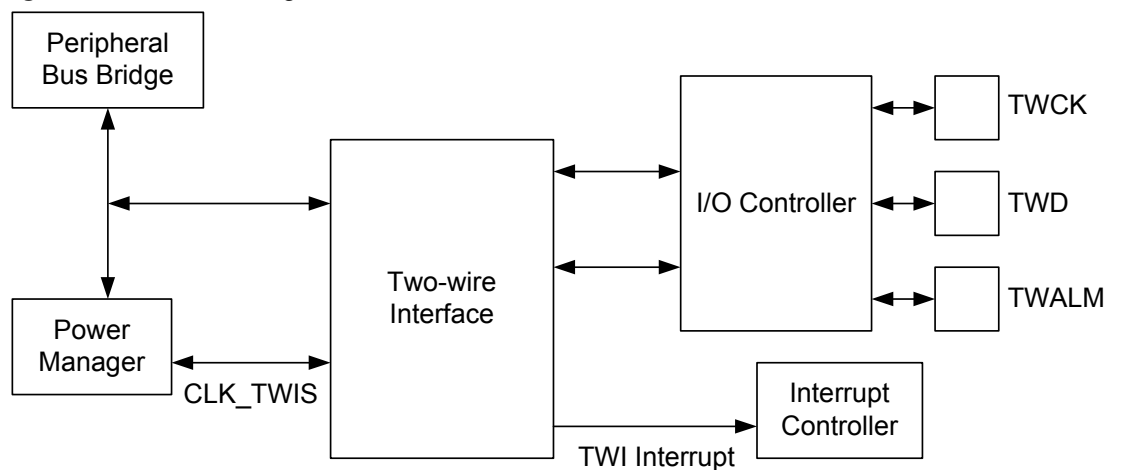 Peripheral
Bus Bridge
TWCK
I/O Controller
TWD
Two-wire
Interface
TWALM
Power
Manager
CLK_TWIS
Interrupt
Controller
TWI Interrupt